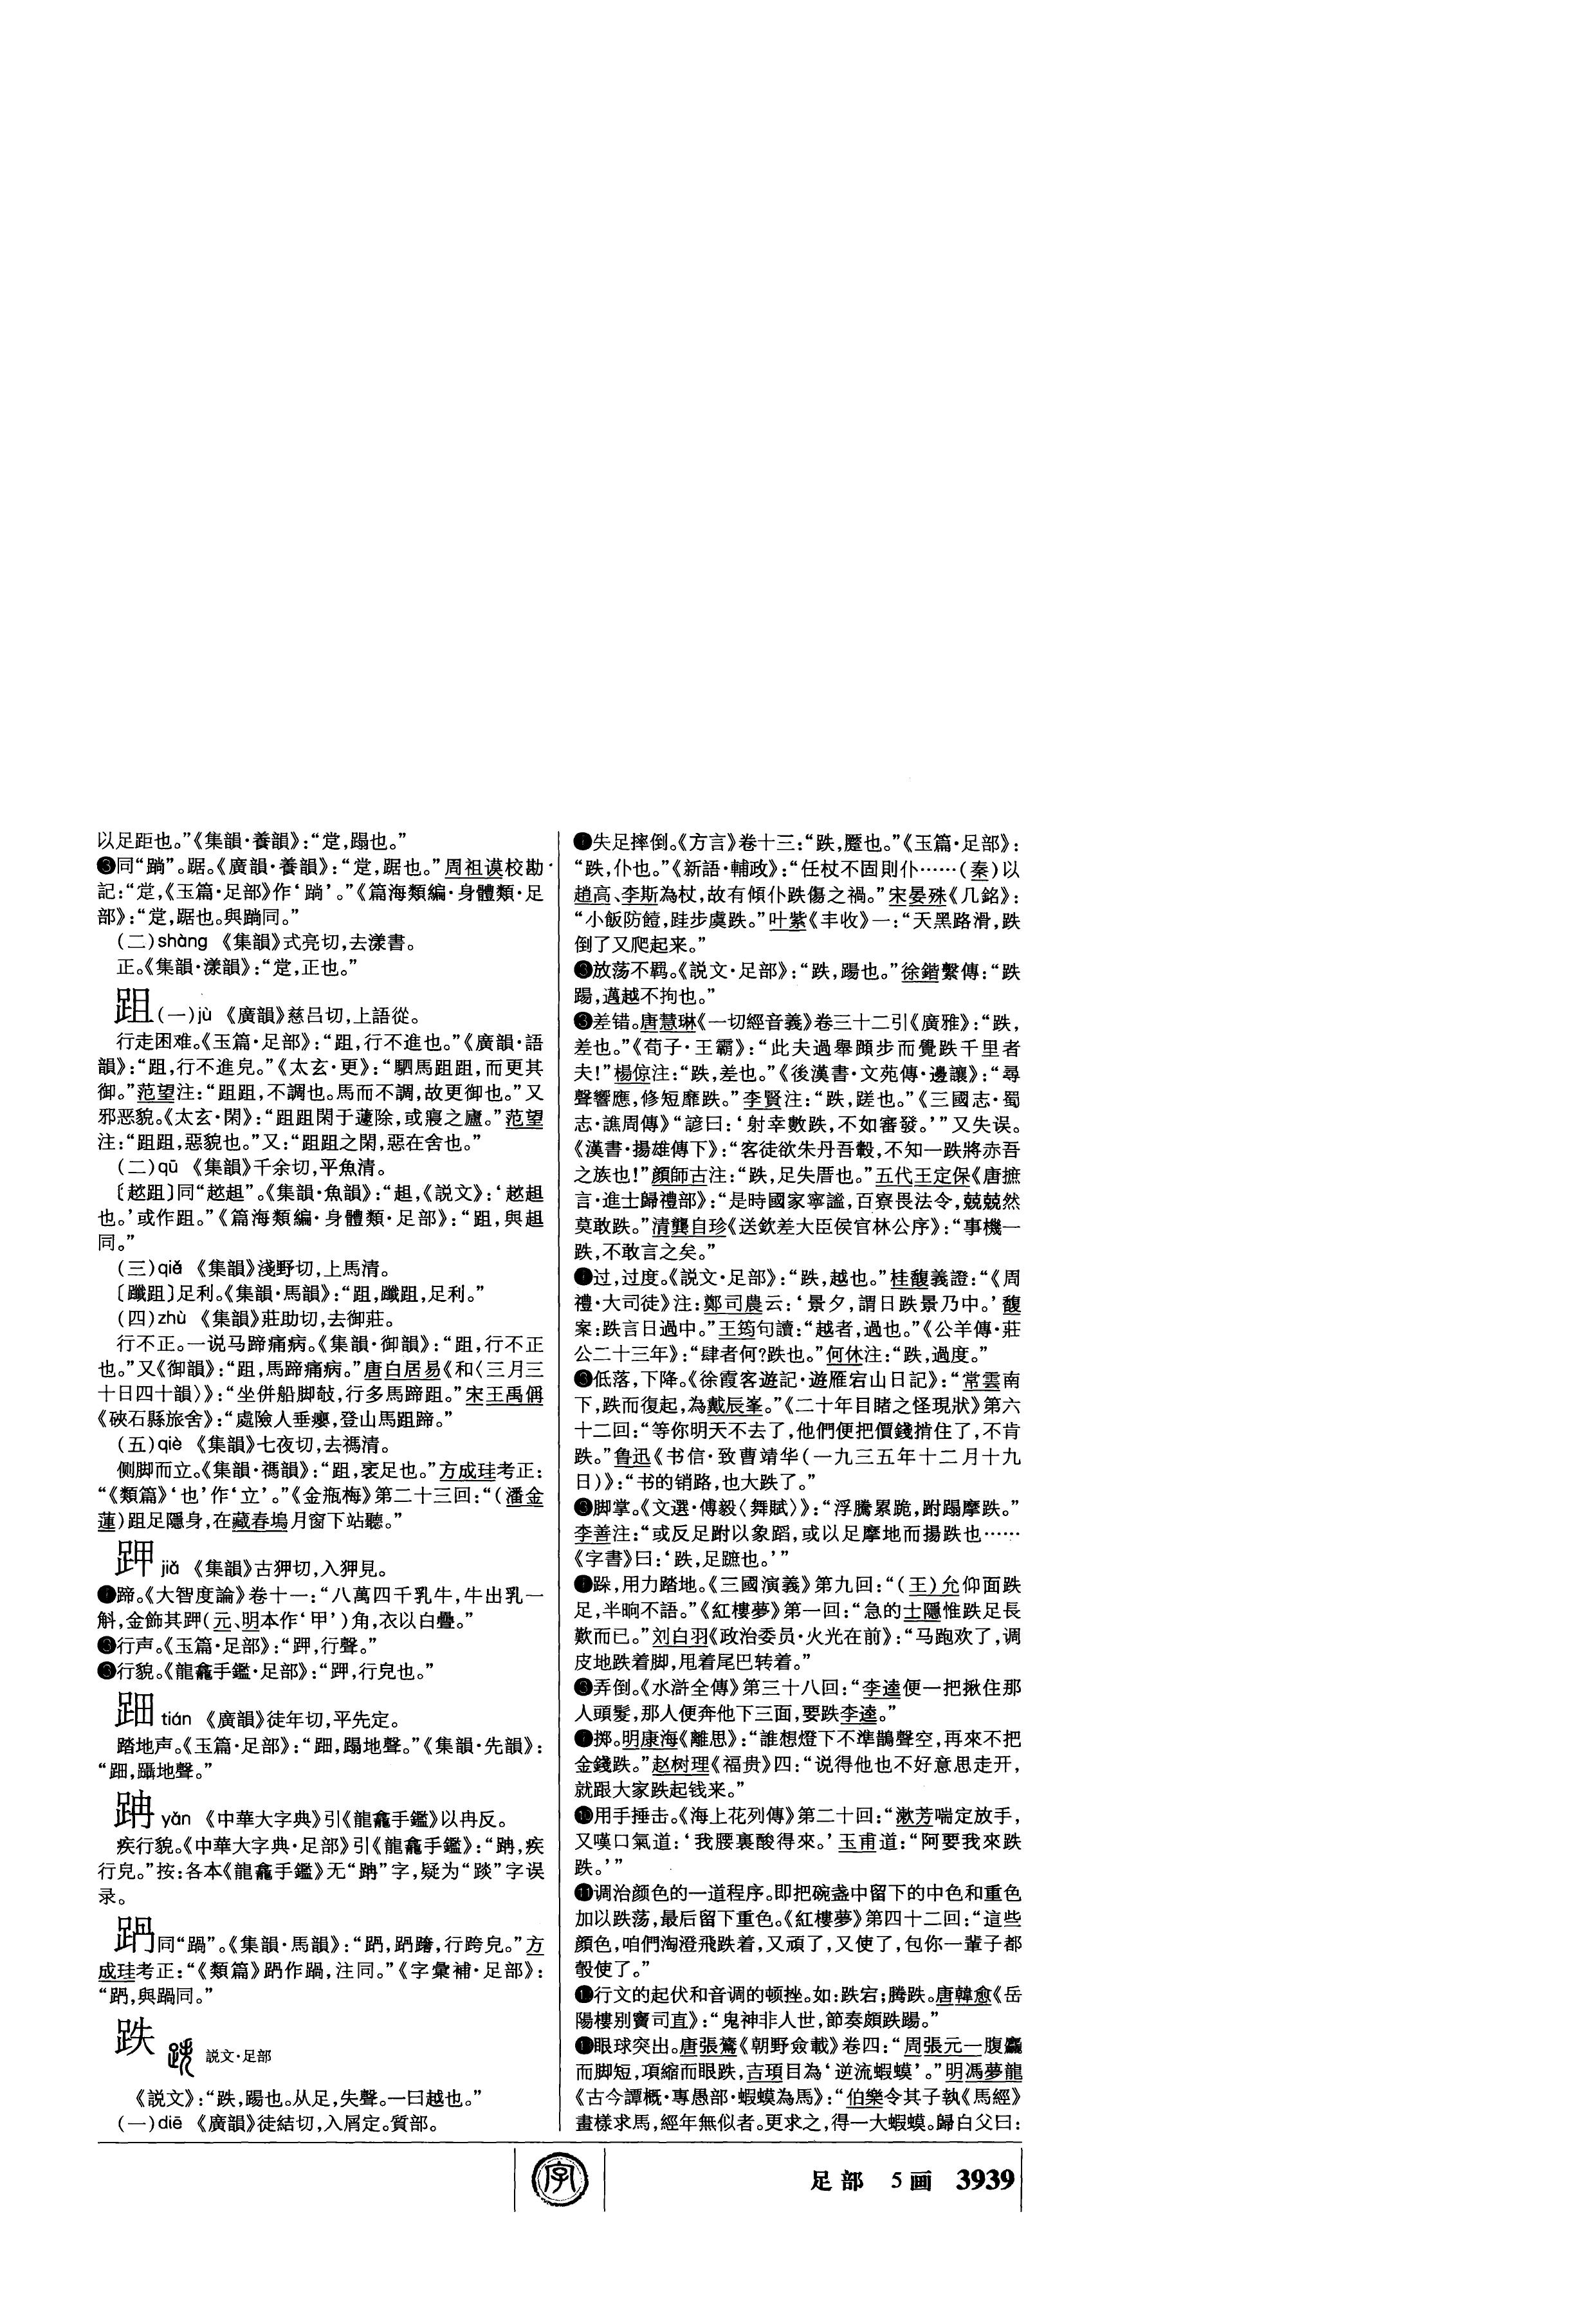 以足距也。”《集韻·養韻》：“定，蹋也。”
❸同“䠀”。踞。《廣韻·養韻》：“定，踞也。”周祖谟校勘
記：“定，《玉篇·足部》作‘䠀’。”《篇海類編·身體類·足
部》：“定，踞也。與䠀同。”
（二）shàng 《集韻》式亮切，去漾書。
正。《集韻·漾韻》：“定，正也。”
跙（一）jù 《廣韻》慈吕切，上語從。
行走困难。《玉篇·足部》：“跙，行不進也。”《廣韻·語
韻》：“跙，行不進皃。”《太玄·更》：“駟馬跙跙，而更其
御。”范望注：“跙跙，不調也。馬而不調，故更御也。”又
邪恶貌。《太玄·閑》：“跙跙閑于蘧除，或寢之廬。”范望
注：“跙跙，惡貌也。”又：“跙跙之閑，惡在舍也。”
（二）qū 《集韻》千余切，平魚清。
〔趑跙〕同“趑趄”。《集韻·魚韻》：“趄，《説文》：‘趑趄
也。’或作跙。”《篇海類編·身體類·足部》：“跙，與趄
同。”
（三）qiě 《集韻》淺野切，上馬清。
〔躐跙〕足利。《集韻·馬韻》：“跙，躐跙，足利。”
（四）zhù 《集韻》莊助切，去御莊。
行不正。一说马蹄痛病。《集韻·御韻》：“跙，行不正
也。”又《御韻》：“跙，馬蹄痛病。”唐白居易《和〈三月三
十日四十韻〉》：“坐併船脚攲，行多馬蹄跙。”宋王禹偁
《硤石縣旅舍》：“處險人垂癭，登山馬跙蹄。”
（五）qiè 《集韻》七夜切，去禡清。
侧脚而立。《集韻·禡韻》：“跙，衺足也。”方成珪考正：
“《類篇》‘也’作‘立’。”《金瓶梅》第二十三回：“（潘金
蓮）跙足隱身，在藏春塢月窗下站聽。”
跕 jiǎ 《集韻》古狎切，入狎見。
❶蹄。《大智度論》卷十一：“八萬四千乳牛，牛出乳一
斛，金飾其䟺（元、明本作‘甲’）角，衣以白疊。”
❷行声。《玉篇·足部》：“䟺，行聲。”
❸行貌。《龍龕手鑑·足部》：“䟺，行皃也。”
䟢 tián 《廣韻》徒年切，平先定。
踏地声。《玉篇·足部》：“䟢，蹋地聲。”《集韻·先韻》：
“䟢，躡地聲。”
䟰 yǎn 《中華大字典》引《龍龕手鑑》以冉反。
疾行貌。《中華大字典·足部》引《龍龕手鑑》：“䟰，疾
行皃。”按：各本《龍龕手鑑》无“䟰”字，疑为“䟰”字误
录。
同“䠍”。《集韻·馬韻》：行跨皃。”方
成珪考正：“《類篇》注同。”《字彙補·足部》：
跌 説文·足部
《説文》：“跌，踼也。从足，失聲。一曰越也。”
（一）diē 《廣韻》徒結切，入屑定。質部。
❶失足摔倒。《方言》卷十三：“跌，蹷也。”《玉篇·足部》：
“跌，仆也。”《新語·輔政》：“任杖不固則仆……（秦）以
趙高、李斯為杖，故有傾仆跌傷之禍。”宋晏殊《几銘》：
“小飯防饐，跬步虞跌。”叶紫《丰收》一：“天黑路滑，跌
倒了又爬起来。”
❷放荡不羁。《説文·足部》：“跌，踼也。”徐鍇繫傳：“跌
踼，邁越不拘也。”
❸差错。唐慧琳《一切經音義》卷三十二引《廣雅》：“跌，
差也。”《荀子·王霸》：“此夫過舉蹞步而覺跌千里者
夫！”楊倞注：“跌，差也。”《後漢書·文苑傳·邊讓》：“尋
聲響應，修短靡跌。”李賢注：“跌，蹉也。”《三國志·蜀
志·譙周傳》“諺曰：‘射幸數跌，不如審發。’”又失误。
《漢書·揚雄傳下》：“客徒欲朱丹吾轂，不知一跌將赤吾
之族也！”顔師古注：“跌，足失厝也。”五代王定保《唐摭
言·進士歸禮部》：“是時國家寧謐，百寮畏法令，兢兢然
莫敢跌。”清龔自珍《送欽差大臣侯官林公序》：“事機一
跌，不敢言之矣。”
❹过，过度。《説文·足部》：“跌，越也。”桂馥義證：“《周
禮·大司徒》注：鄭司農云：‘景夕，謂日跌景乃中。’馥
案：跌言日過中。”王筠句讀：“越者，過也。”《公羊傳·莊
公二十三年》：“肆者何？跌也。”何休注：“跌，過度。”
❺低落，下降。《徐霞客遊記·遊雁宕山日記》：“常雲南
下，跌而復起，為戴辰峯。”《二十年目睹之怪現狀》第六
十二回：“等你明天不去了，他們便把價錢揹住了，不肯
跌。”鲁迅《书信·致曹靖华（一九三五年十二月十九
日）》：“书的销路，也大跌了。”
❻脚掌。《文選·傅毅〈舞賦〉》：“浮騰累跪，跗蹋摩跌。”
李善注：“或反足跗以象蹈，或以足摩地而揚跌也……
《字書》曰：‘跌，足蹠也。’”
❼跺，用力踏地。《三國演義》第九回：“（王）允仰面跌
足，半晌不語。”《紅樓夢》第一回：“急的士隱惟跌足長
歎而已。”刘白羽《政治委员·火光在前》：“马跑欢了，调
皮地跌着脚，甩着尾巴转着。”
❽弄倒。《水滸全傳》第三十八回：“李逵便一把揪住那
人頭髮，那人便奔他下三面，要跌李逵。”
❾掷。明康海《離思》：“誰想燈下不準鵲聲空，再來不把
金錢跌。”赵树理《福贵》四：“说得他也不好意思走开，
就跟大家跌起钱来。”
❿用手捶击。《海上花列傳》第二十回：“漱芳喘定放手，
又嘆口氣道：‘我腰裏酸得來。’玉甫道：“阿要我來跌
跌。’”
⓫调治颜色的一道程序。即把碗盏中留下的中色和重色
加以跌荡，最后留下重色。《紅樓夢》第四十二回：“這些
顔色，咱們淘澄飛跌着，又頑了，又使了，包你一輩子都
彀使了。”
⓬行文的起伏和音调的顿挫。如：跌宕；腾跌。唐韓愈《岳
陽樓别竇司直》：“鬼神非人世，節奏頗跌踼。”
⓭眼球突出。唐張鷟《朝野僉載》卷四：“周張元一腹麤
而脚短，項縮而眼跌，吉頊目為‘逆流蝦蟆’。”明馮夢龍
《古今譚概·專愚部·蝦蟆為馬》：“伯樂令其子執《馬經》
畫樣求馬，經年無似者。更求之，得一大蝦蟆。歸白父曰：
字
足部 5画 3939